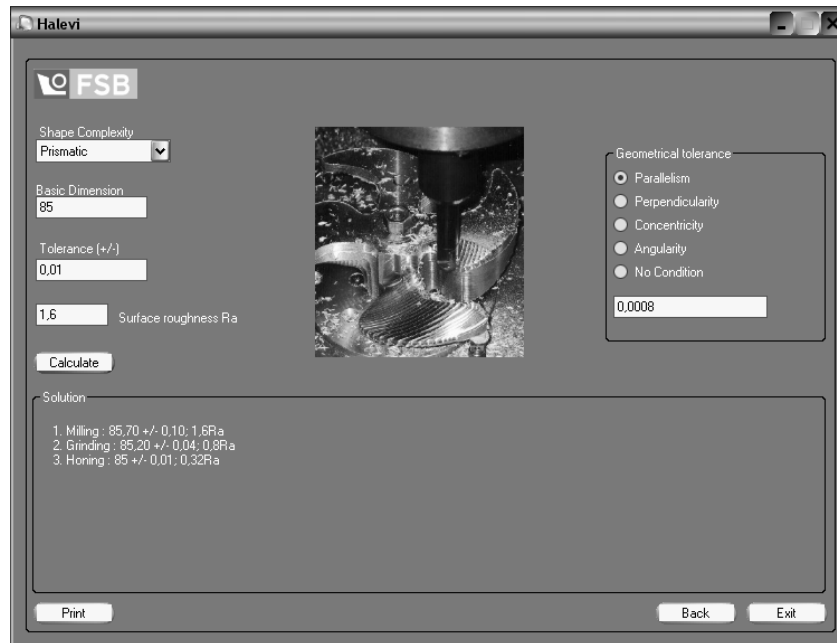 Halevi
FSB
Shape Complexity
Prismatic
Basic Dimension
85
Tolerance (+/-)
0,01
1,6 Surface roughness Ra
Calculate
Geometrical tolerance
Parallelism
Perpendicularity
Concentricity
Angularity
No Condition
0,0008
Solution
1. Milling : 85,70 +/- 0,10; 1,6Ra
2. Grinding : 85,20 +/- 0,04; 0,8Ra
3. Honing : 85 +/- 0,01; 0,32Ra
Print
Back
Exit